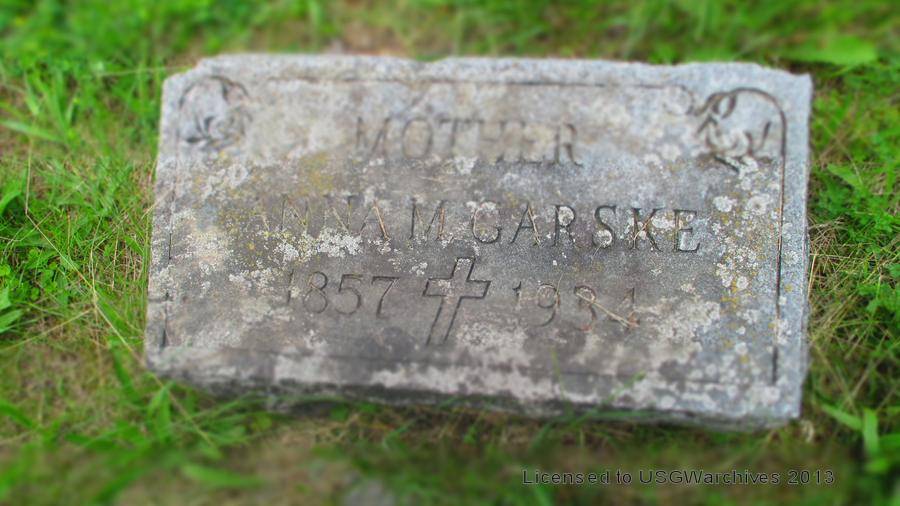 MOTHER
ANNA M. GARSKE
1857 1934
Licensed to USGWarchives 2013